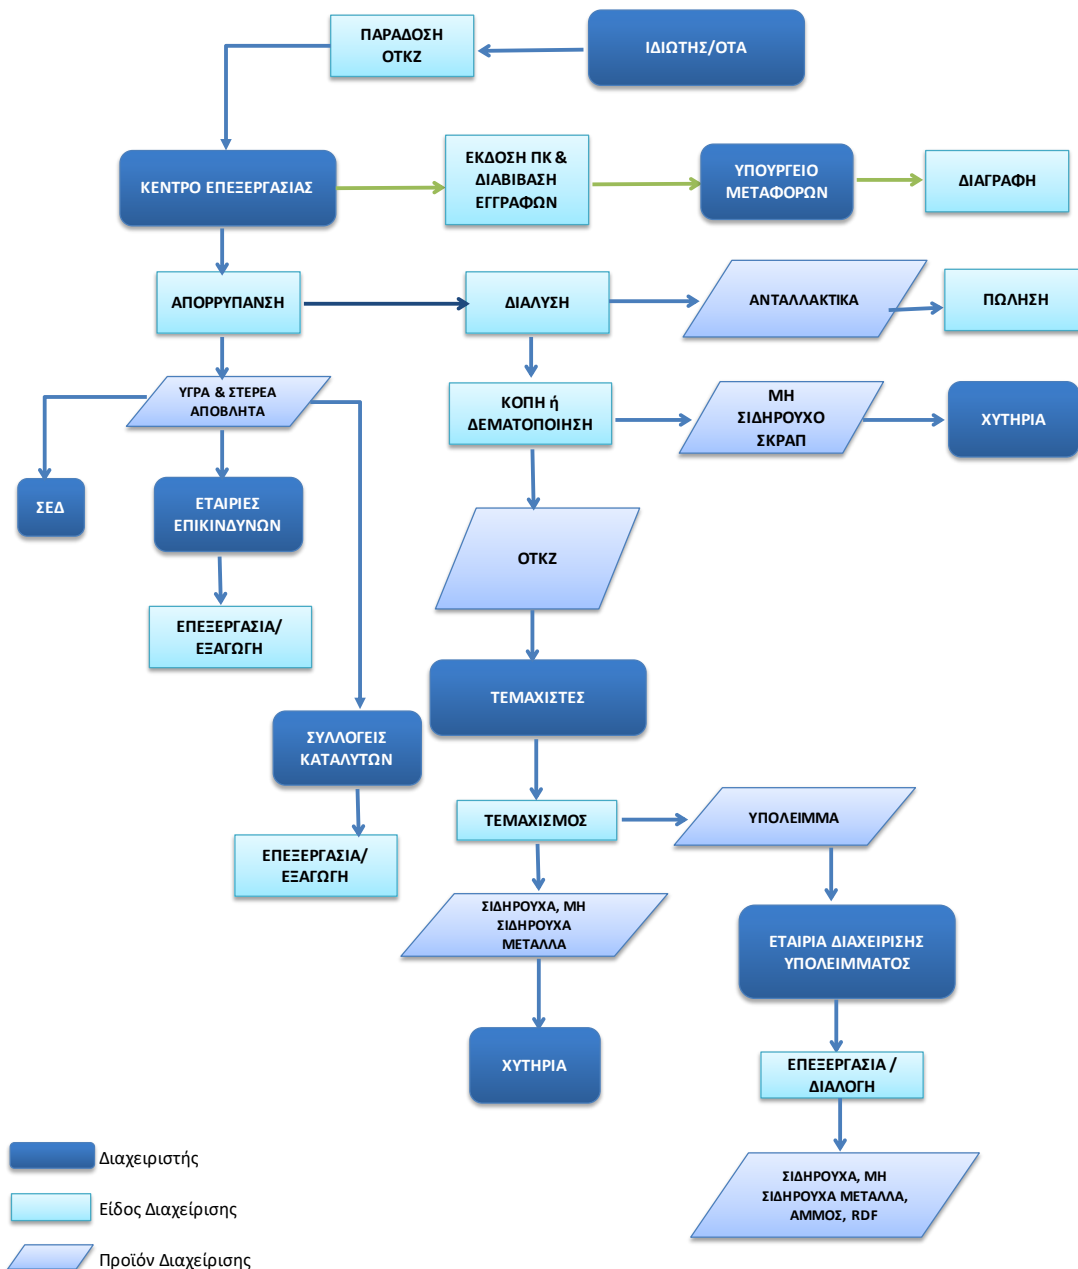 ΠΑΡΑΔΟΣΗ
ΟΤΚΖ
ΙΔΙΩΤΗΣ/ΟΤΑ
ΚΕΝΤΡΟ ΕΠΕΞΕΡΓΑΣΙΑΣ
ΕΚΔΟΣΗ ΠΚ &
ΔΙΑΒΙΒΑΣΗ
ΕΓΓΡΑΦΩΝ
ΥΠΟΥΡΓΕΙΟ
ΜΕΤΑΦΟΡΩΝ
ΔΙΑΓΡΑΦΗ
ΑΠΟΡΡΥΠΑΝΣΗ
ΔΙΑΛΥΣΗ
ΑΝΤΑΛΛΑΚΤΙΚΑ
ΠΩΛΗΣΗ
ΥΓΡΑ & ΣΤΕΡΕΑ
ΑΠΟΒΛΗΤΑ
ΚΟΠΗ ή
ΔΕΜΑΤΟΠΟΙΗΣΗ
ΜΗ
ΣΙΔΗΡΟΥΧΟ
ΣΚΡΑΠ
ΧΥΤΗΡΙΑ
ΣΕΔ
ΕΤΑΙΡΙΕΣ
ΕΠΙΚΙΝΔΥΝΩΝ
ΟΤΚΖ
ΕΠΕΞΕΡΓΑΣΙΑ/
ΕΞΑΓΩΓΗ
ΤΕΜΑΧΙΣΤΕΣ
ΣΥΛΛΟΓΕΙΣ
ΚΑΤΑΛΥΤΩΝ
ΤΕΜΑΧΙΣΜΟΣ
ΥΠΟΛΕΙΜΜΑ
ΕΠΕΞΕΡΓΑΣΙΑ/
ΕΞΑΓΩΓΗ
ΣΙΔΗΡΟΥΧΑ, ΜΗ
ΣΙΔΗΡΟΥΧΑ
ΜΕΤΑΛΛΑ
ΕΤΑΙΡΙΑ ΔΙΑΧΕΙΡΙΣΗΣ
ΥΠΟΛΕΙΜΜΑΤΟΣ
ΧΥΤΗΡΙΑ
ΕΠΕΞΕΡΓΑΣΙΑ /
ΔΙΑΛΟΓΗ
ΣΙΔΗΡΟΥΧΑ, ΜΗ
ΣΙΔΗΡΟΥΧΑ ΜΕΤΑΛΛΑ,
ΑΜΜΟΣ, RDF
Διαχειριστής
Είδος Διαχείρισης
Προϊόν Διαχείρισης